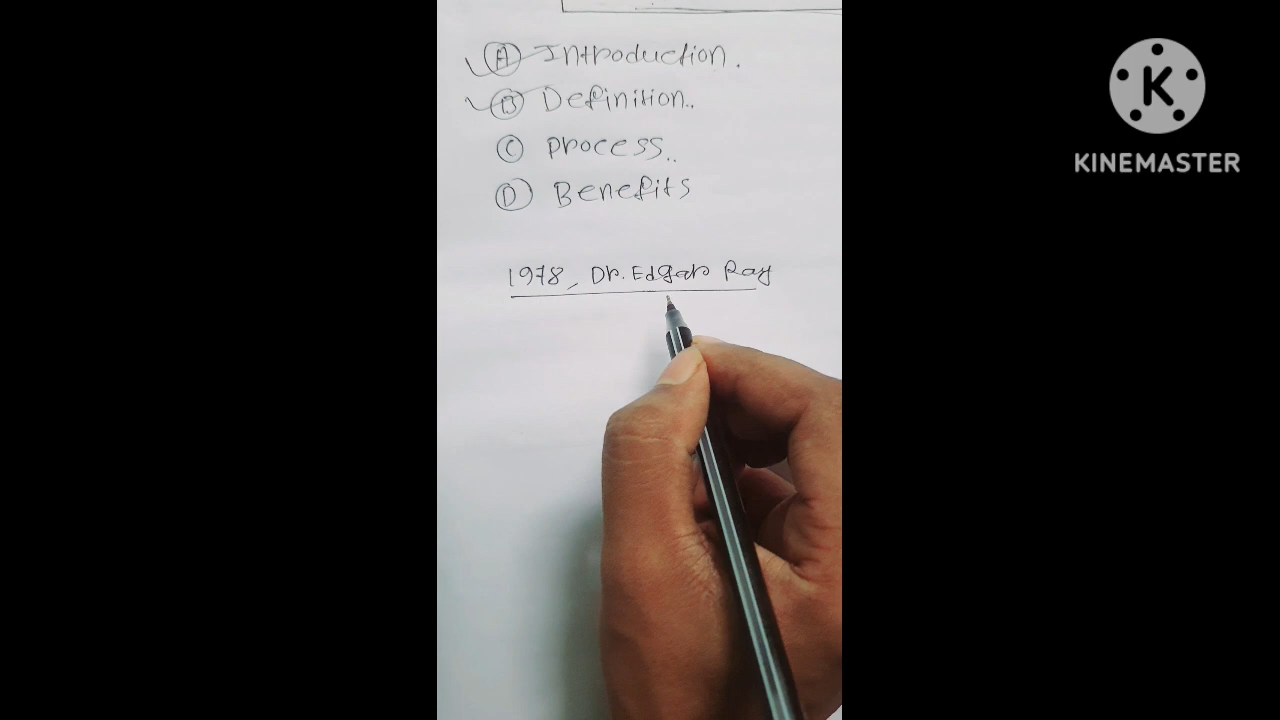 A Introduction.
B Definition..
C Process..
D Benefits
1978, Dr. Edgar Ray
K
KINEMASTER